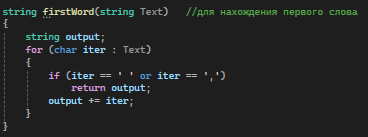 string firstWord(string Text)   //для нахождения первого слова
{
    string output;
    for (char iter : Text)
    {
        if (iter == ' ' or iter == ',')
            return output;
        output += iter;
    }
}